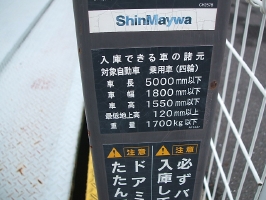 ShinMaywa
入庫できる車の諸元
対象自動車 乗用車(四輪)
車長 5000mm以下
車幅 1800mm以下
車高 1550mm以下
最低地上高 120mm以上
重量 1700kg以下
注意
必ずバ
入庫して
注意
ドアミ
たたん